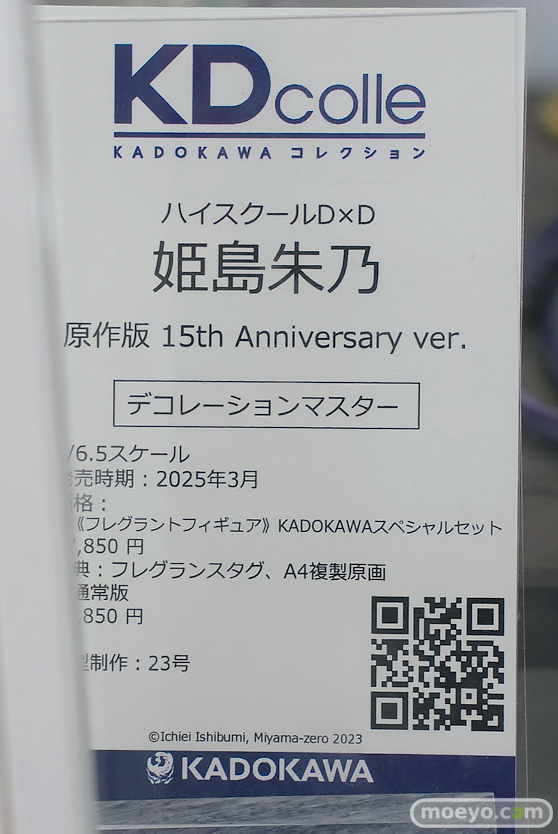 KDcolle
KADOKAWA コレクション
ハイスクールD×D
姫島朱乃
原作版 15th Anniversary ver.
デコレーションマスター
/6.5スケール
売時期：2025年3月
格：
《フレグラントフィギュア》KADOKAWAスペシャルセット
,850 円
典：フレグランスタグ、A4複製原画
通常版
,850 円
型制作：23号
©Ichiei Ishibumi, Miyama-zero 2023
KADOKAWA
moeyo.com